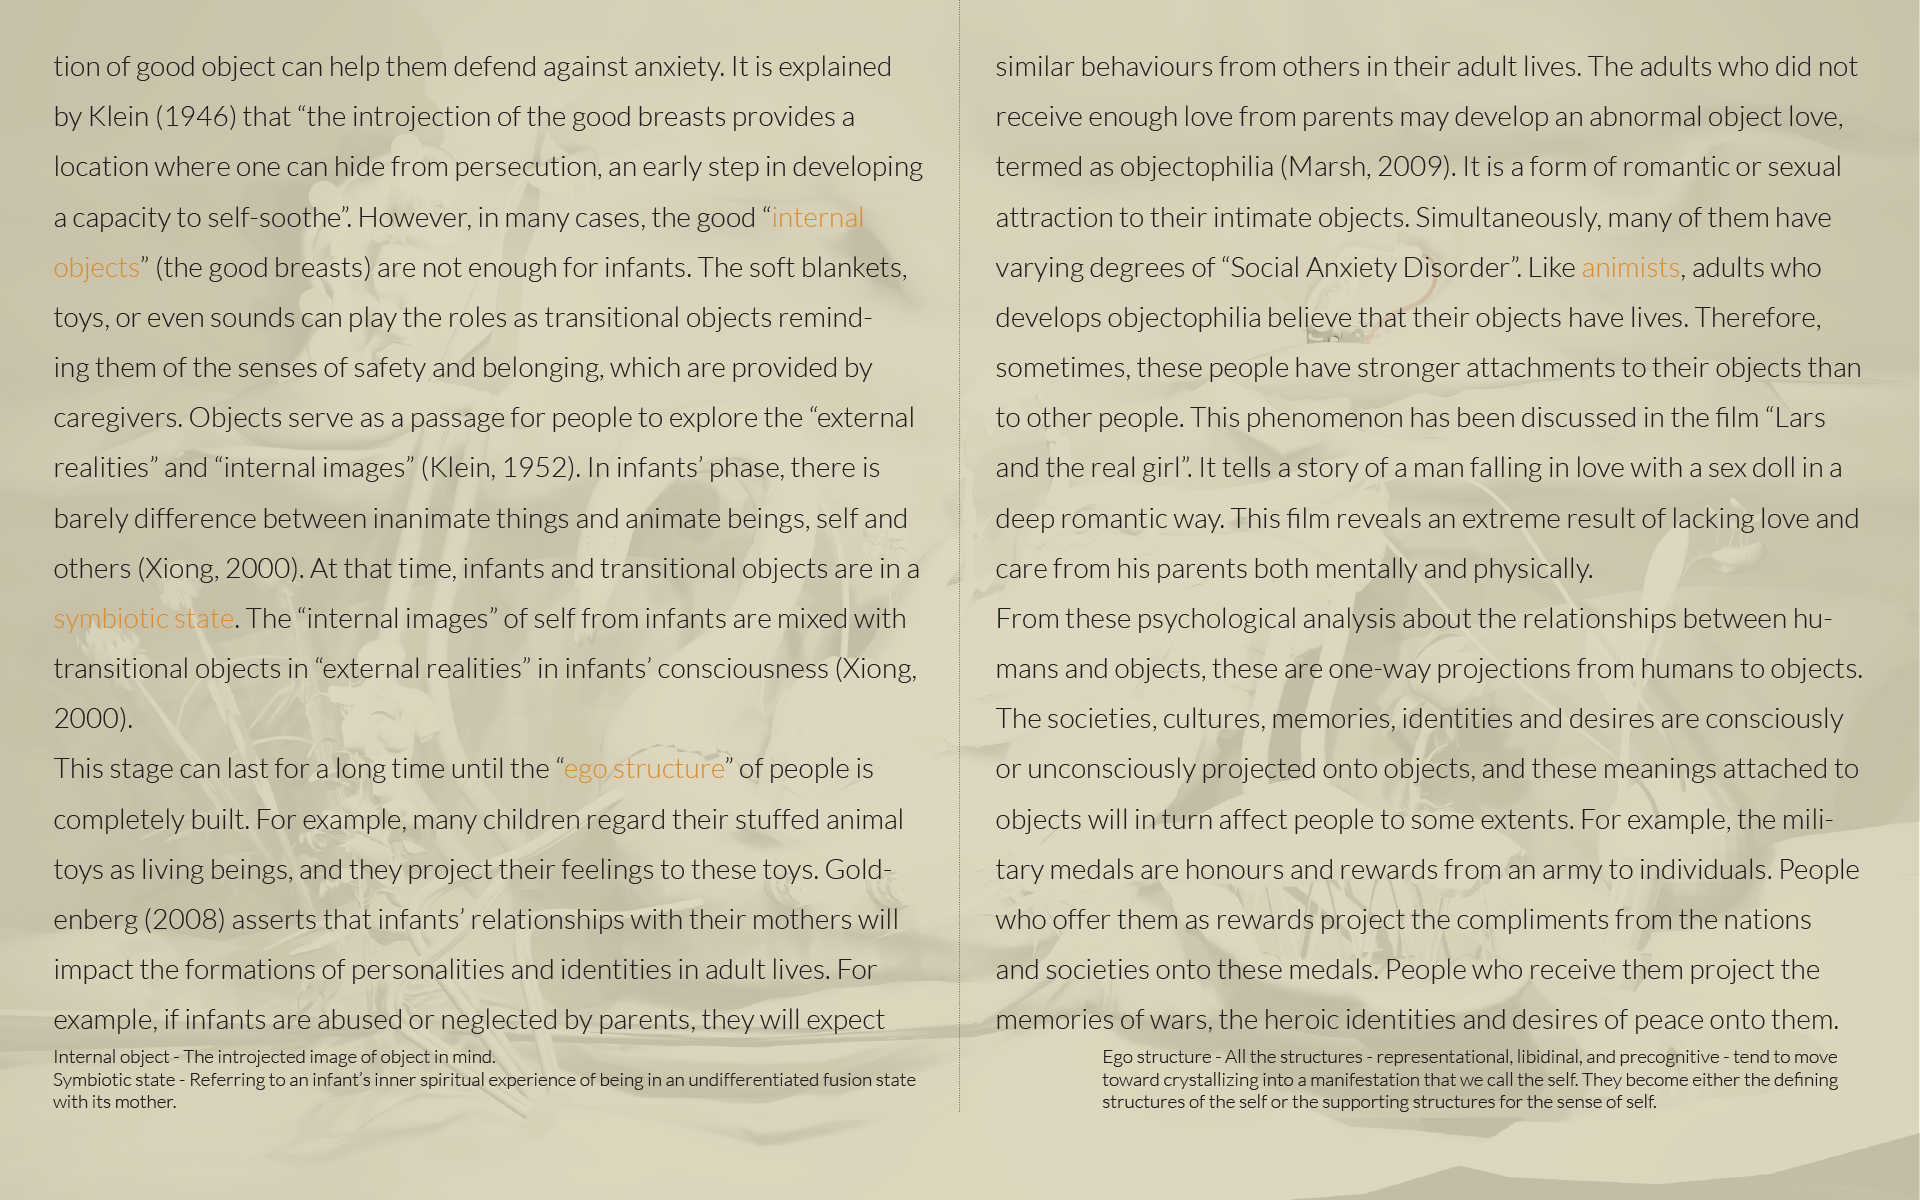 tion of good object can help them defend against anxiety. It is explained
by Klein (1946) that “the introjection of the good breasts provides a
location where one can hide from persecution, an early step in developing
a capacity to self-soothe”. However, in many cases, the good “internal
objects” (the good breasts) are not enough for infants. The soft blankets,
toys, or even sounds can play the roles as transitional objects remind-
ing them of the senses of safety and belonging, which are provided by
caregivers. Objects serve as a passage for people to explore the “external
realities” and “internal images” (Klein, 1952). In infants’ phase, there is
barely difference between inanimate things and animate beings, self and
others (Xiong, 2000). At that time, infants and transitional objects are in a
symbiotic state. The “internal images” of self from infants are mixed with
transitional objects in “external realities” in infants’ consciousness (Xiong,
2000).
This stage can last for a long time until the “ego structure” of people is
completely built. For example, many children regard their stuffed animal
toys as living beings, and they project their feelings to these toys. Gold-
enberg (2008) asserts that infants’ relationships with their mothers will
impact the formations of personalities and identities in adult lives. For
example, if infants are abused or neglected by parents, they will expect
Internal object - The introjected image of object in mind.
Symbiotic state - Referring to an infant’s inner spiritual experience of being in an undifferentiated fusion state
with its mother.
similar behaviours from others in their adult lives. The adults who did not
receive enough love from parents may develop an abnormal object love,
termed as objectophilia (Marsh, 2009). It is a form of romantic or sexual
attraction to their intimate objects. Simultaneously, many of them have
varying degrees of “Social Anxiety Disorder”. Like animists, adults who
develops objectophilia believe that their objects have lives. Therefore,
sometimes, these people have stronger attachments to their objects than
to other people. This phenomenon has been discussed in the film “Lars
and the real girl”. It tells a story of a man falling in love with a sex doll in a
deep romantic way. This film reveals an extreme result of lacking love and
care from his parents both mentally and physically.
From these psychological analysis about the relationships between hu-
mans and objects, these are one-way projections from humans to objects.
The societies, cultures, memories, identities and desires are consciously
or unconsciously projected onto objects, and these meanings attached to
objects will in turn affect people to some extents. For example, the mili-
tary medals are honours and rewards from an army to individuals. People
who offer them as rewards project the compliments from the nations
and societies onto these medals. People who receive them project the
memories of wars, the heroic identities and desires of peace onto them.
Ego structure - All the structures - representational, libidinal, and precognitive - tend to move
toward crystallizing into a manifestation that we call the self. They become either the defining
structures of the self or the supporting structures for the sense of self.